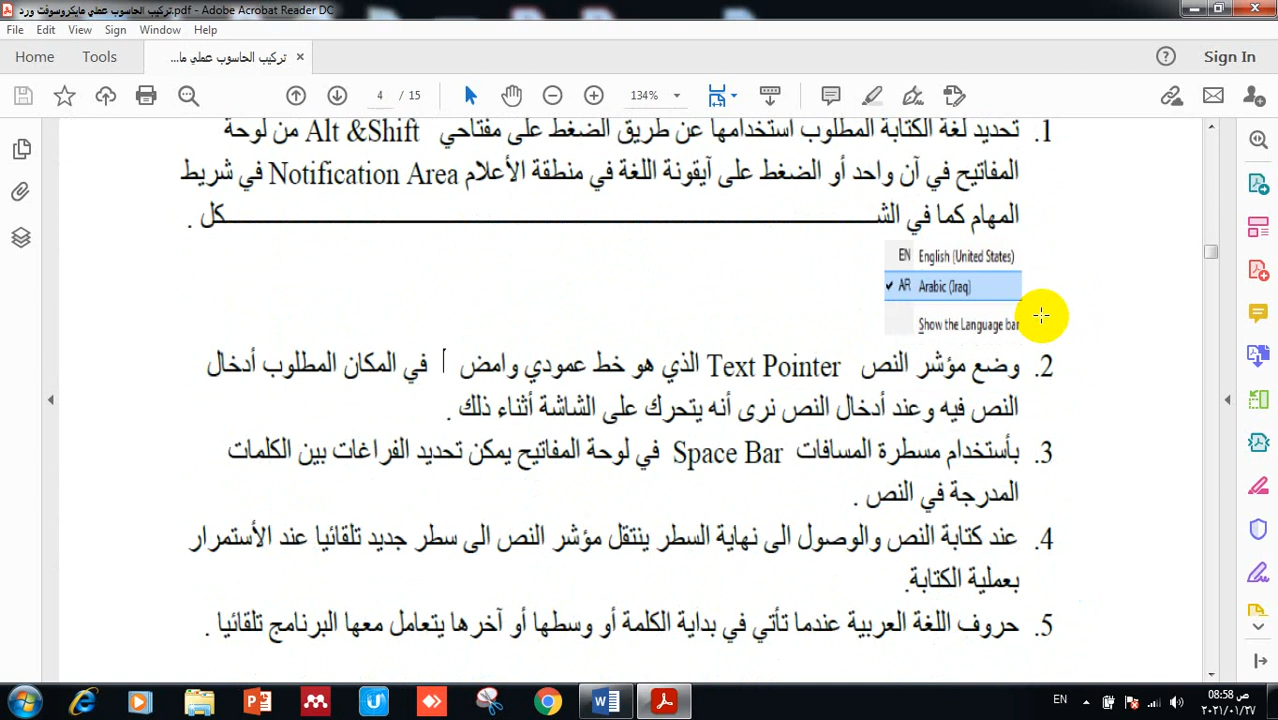 تركيب الحاسوب عملي مايكروسوفت ورد.pdf - Adobe Acrobat Reader DC
File Edit View Sign Window Help
Home Tools تركيب الحاسوب عملي ما... × Sign In
4 / 15 134%
1. تحديد لغة الكتابة المطلوب استخدامها عن طريق الضغط على مفتاحي Alt &Shift من لوحة
المفاتيح في آن واحد أو الضغط على آيقونة اللغة في منطقة الأعلام Notification Area في شريط
المهام كما في الشـــــــــــــــــــــــــــــــــــــــــكل .
EN English (United States)
✔ AR Arabic (Iraq)
Show the Language bar
2. وضع مؤشر النص Text Pointer الذي هو خط عمودي وامض | في المكان المطلوب أدخال
النص فيه وعند أدخال النص نرى أنه يتحرك على الشاشة أثناء ذلك .
3. بأستخدام مسطرة المسافات Space Bar في لوحة المفاتيح يمكن تحديد الفراغات بين الكلمات
المدرجة في النص .
4. عند كتابة النص والوصول الى نهاية السطر ينتقل مؤشر النص الى سطر جديد تلقائيا عند الأستمرار
بعملية الكتابة.
5. حروف اللغة العربية عندما تأتي في بداية الكلمة أو وسطها أو آخرها يتعامل معها البرنامج تلقائيا .
EN 08:58 ص
٢٠٢١/٠١/٢٧